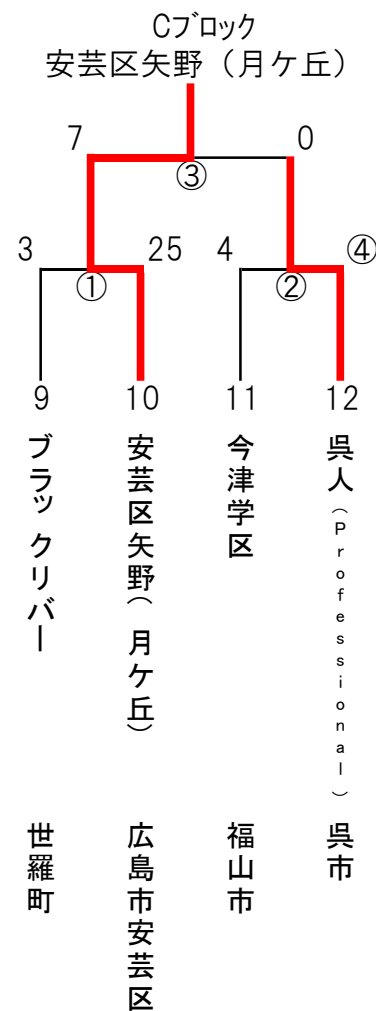 Cブロック
安芸区矢野（月ケ丘）
7
0
③
3
25
4
④
①
②
9
10
11
12
ブラックリバー
安芸区矢野（月ケ丘）
今津学区
呉人（Professional）
世羅町
広島市安芸区
福山市
呉市